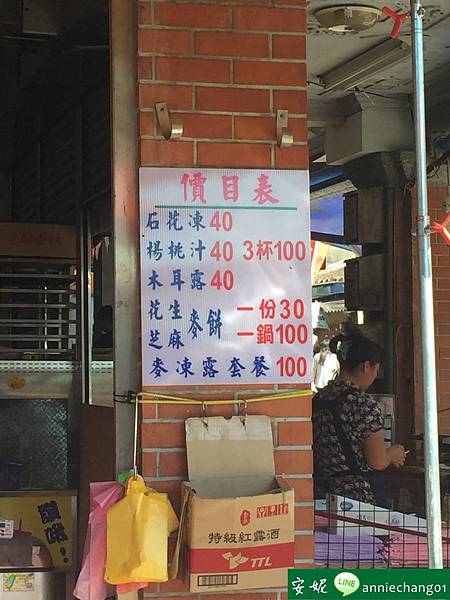 價目表
石花凍 40
楊桃汁 40 3杯100
木耳露 40
花生 芝麻 麥餅 一份30 一鍋100
麥凍露套餐 100
讚哦!
特級紅露酒
TTL
安妮 LINE anniechang01